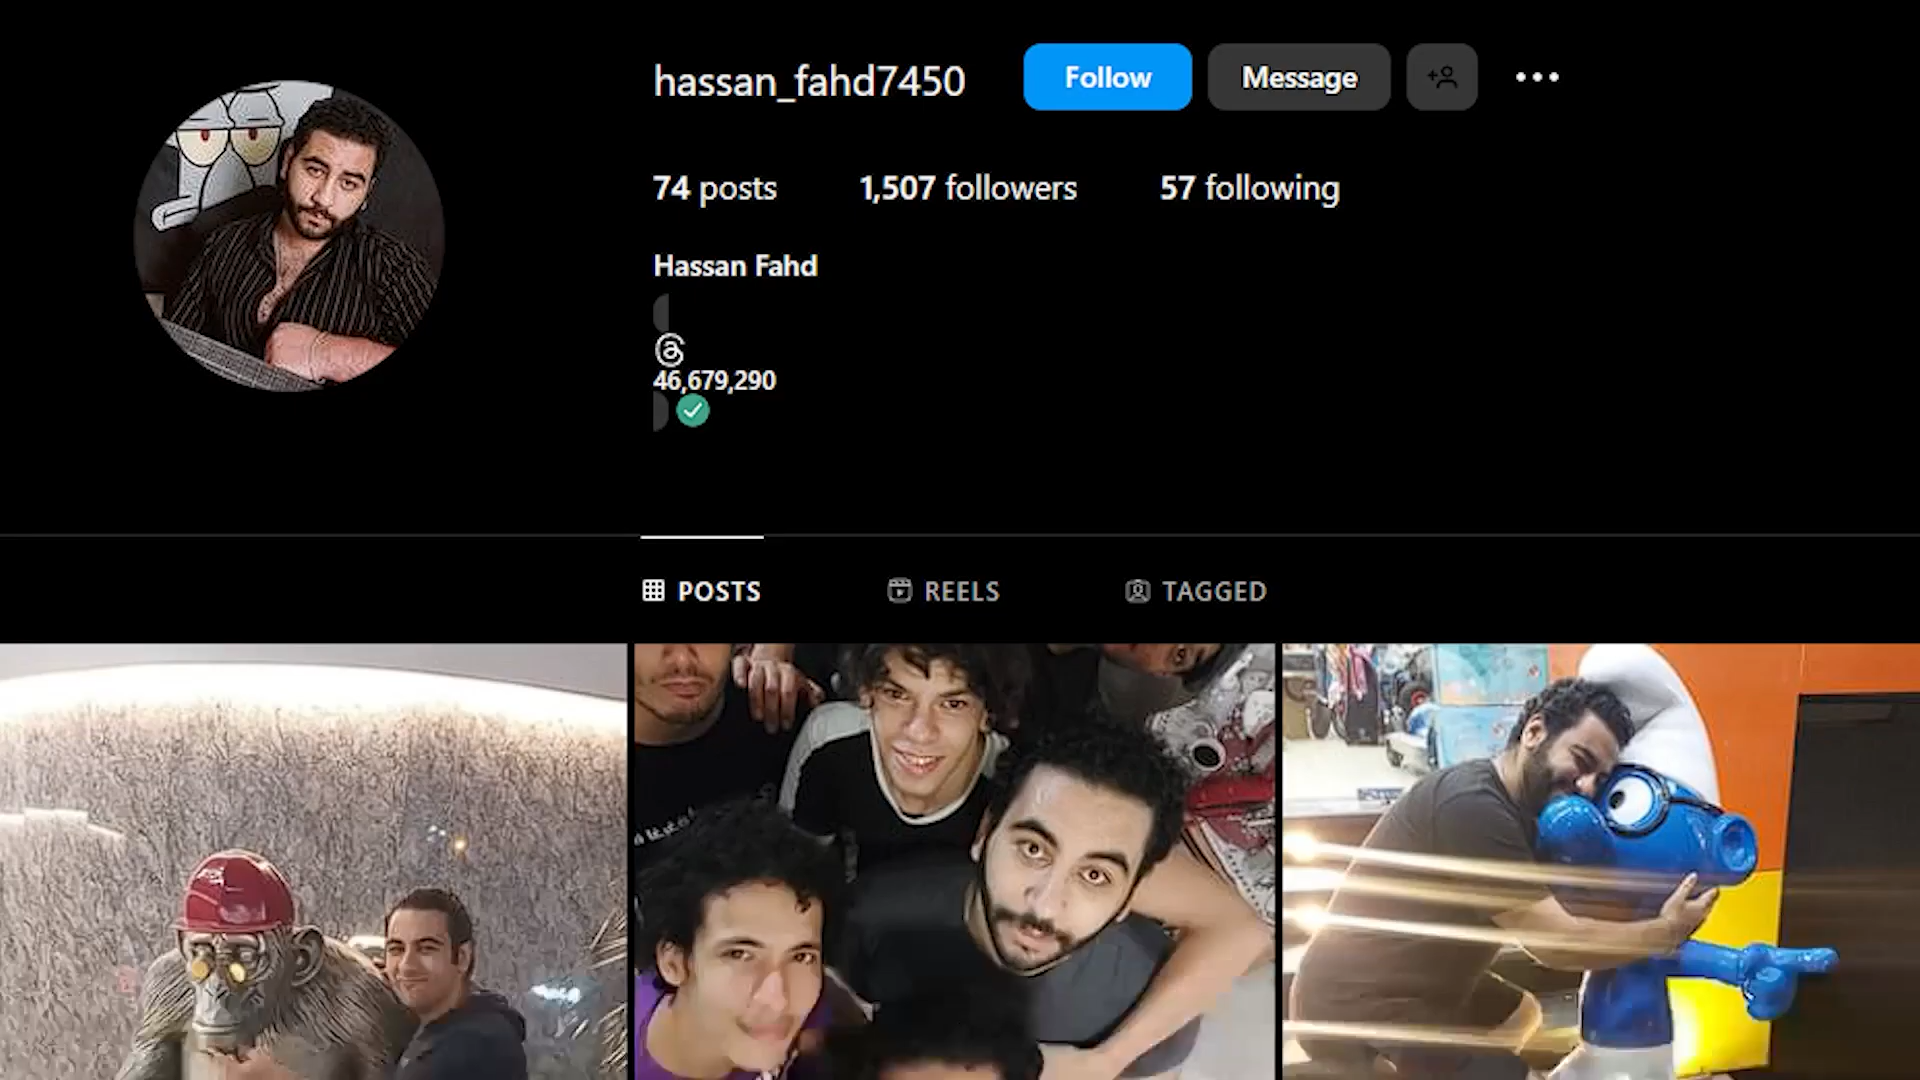 hassan_fahd7450 Follow Message
74 posts 1,507 followers 57 following
Hassan Fahd
46,679,290
POSTS REELS TAGGED